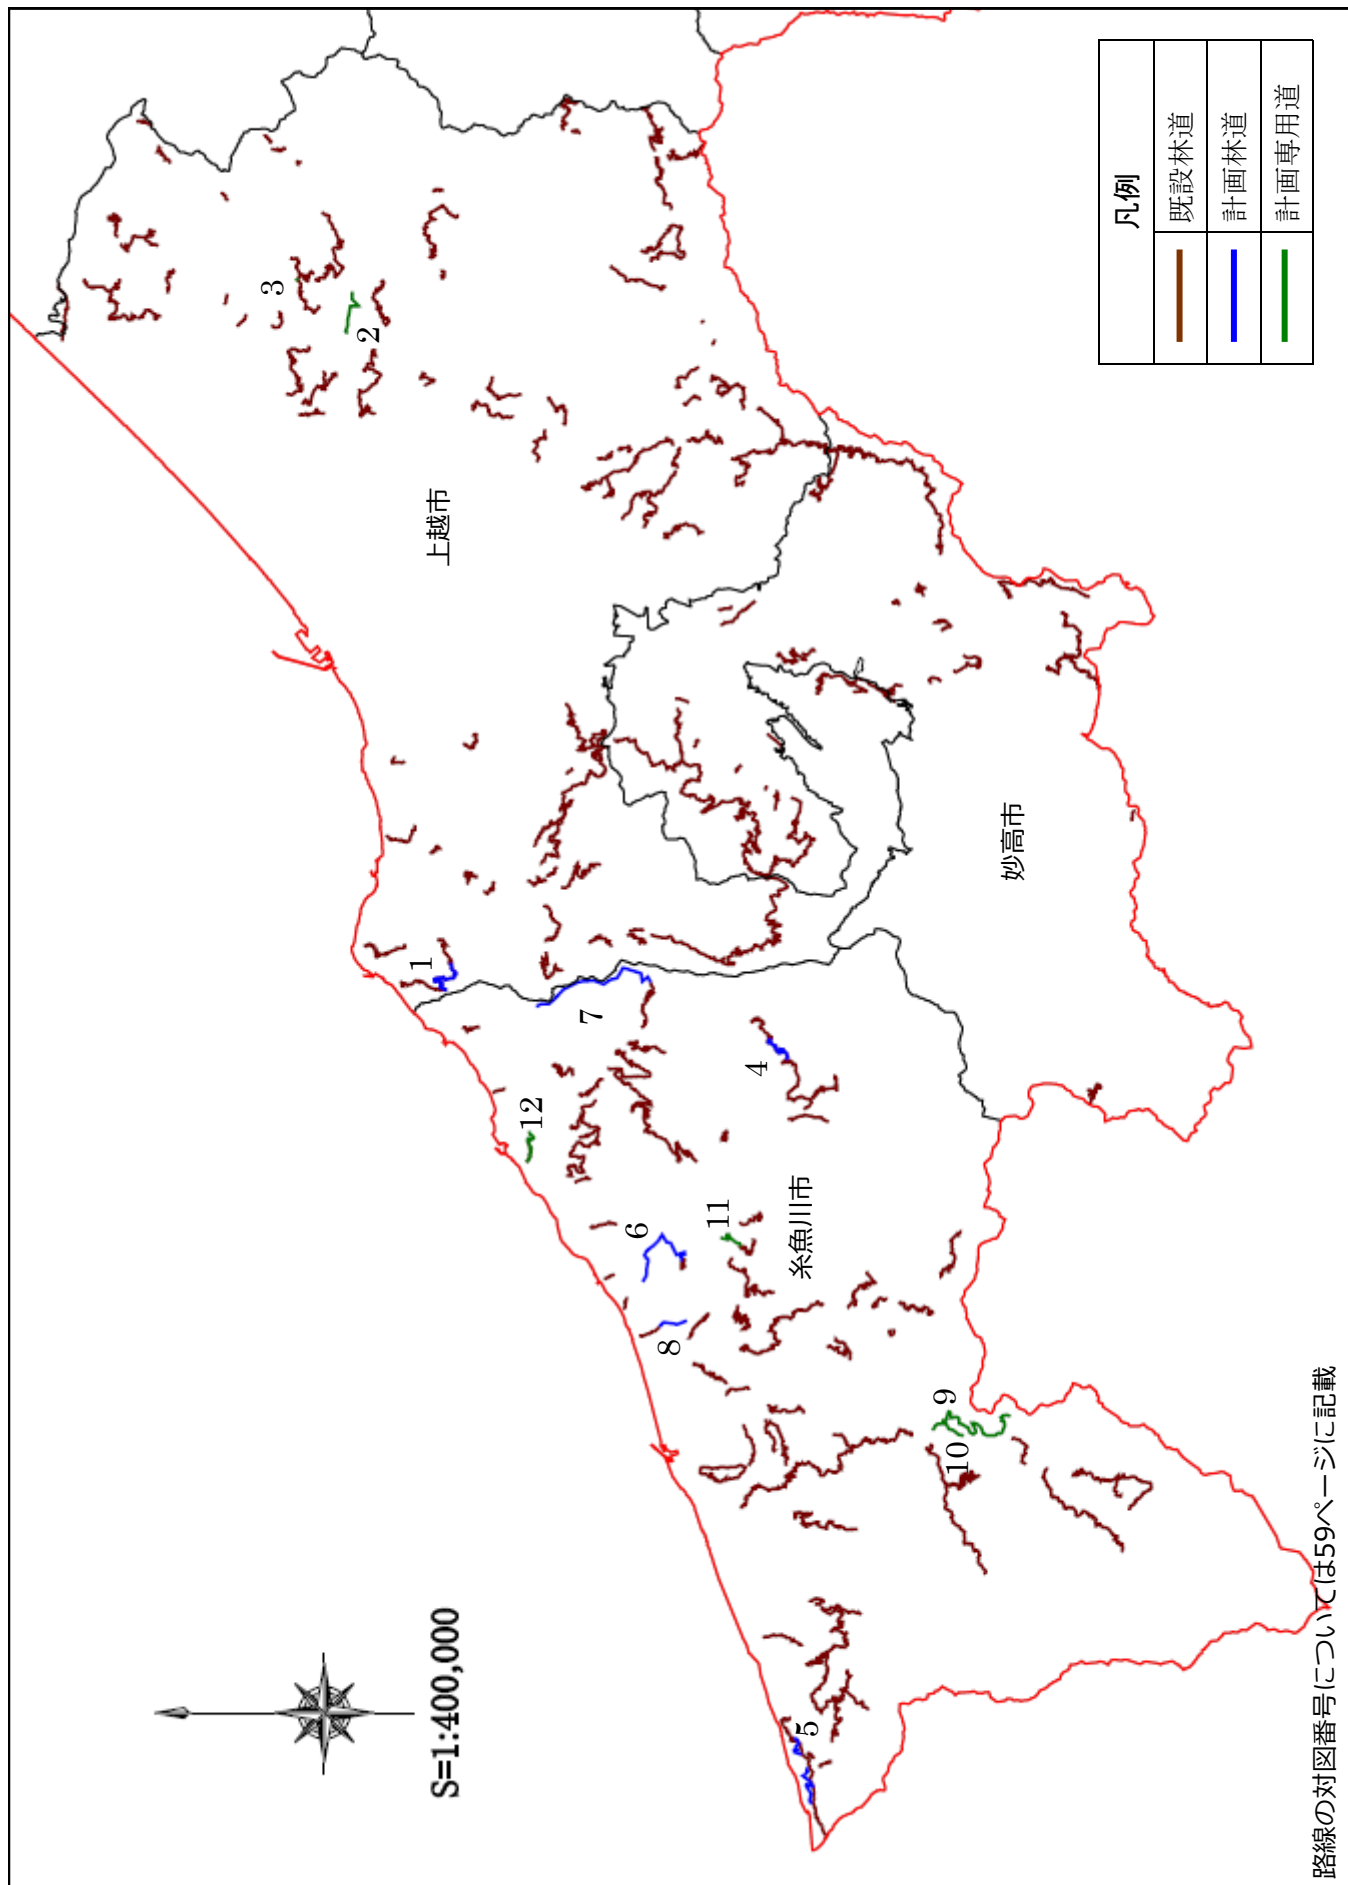 凡例
既設林道
計画林道
計画専用道
3
2
上越市
1
7
4
12
妙高市
6
11
糸魚川市
8
9
10
5
S=1:400,000
路線の対図番号については59ページに記載